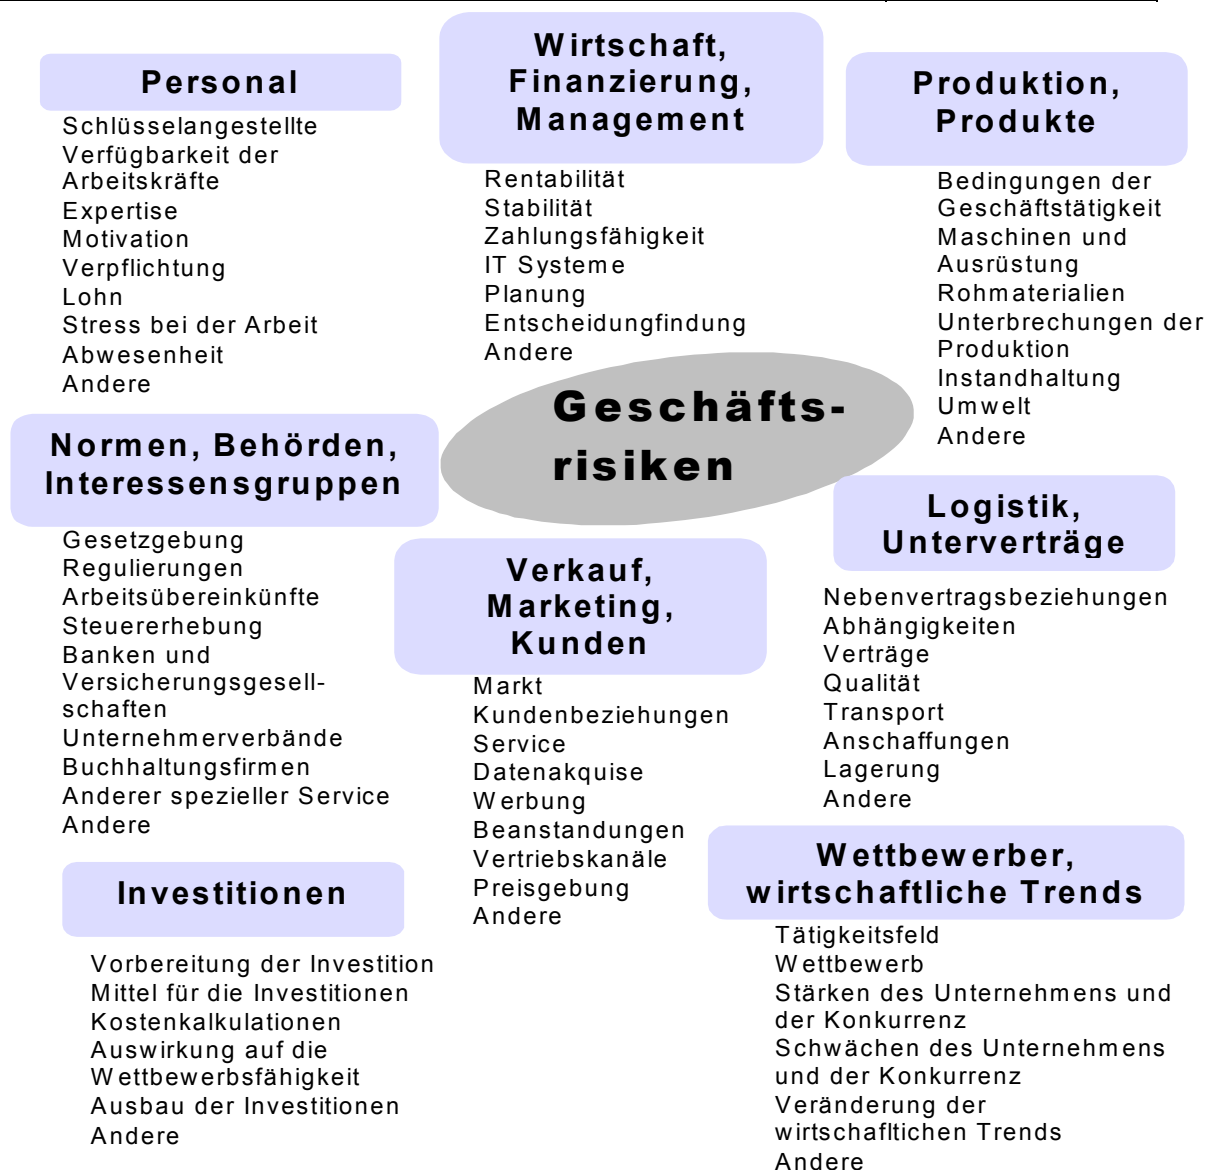 Personal
Schlüsselangestellte
Verfügbarkeit der
Arbeitskräfte
Expertise
Motivation
Verpflichtung
Lohn
Stress bei der Arbeit
Abwesenheit
Andere
Wirtschaft,
Finanzierung,
Management
Rentabilität
Stabilität
Zahlungsfähigkeit
IT Systeme
Planung
Entscheidungfindung
Andere
Produktion,
Produkte
Bedingungen der
Geschäftstätigkeit
Maschinen und
Ausrüstung
Rohmaterialien
Unterbrechungen der
Produktion
Instandhaltung
Umwelt
Andere
Geschäfts-
risiken
Normen, Behörden,
Interessensgruppen
Gesetzgebung
Regulierungen
Arbeitsübereinkünfte
Steuererhebung
Banken und
Versicherungsgesell-
schaften
Unternehmerverbände
Buchhaltungsfirmen
Anderer spezieller Service
Andere
Verkauf,
Marketing,
Kunden
Markt
Kundenbeziehungen
Service
Datenakquise
Werbung
Beanstandungen
Vertriebskanäle
Preisgebung
Andere
Logistik,
Unterverträge
Nebenvertragsbeziehungen
Abhängigkeiten
Verträge
Qualität
Transport
Anschaffungen
Lagerung
Andere
Investitionen
Vorbereitung der Investition
Mittel für die Investitionen
Kostenkalkulationen
Auswirkung auf die
Wettbewerbsfähigkeit
Ausbau der Investitionen
Andere
Wettbewerber,
wirtschaftliche Trends
Tätigkeitsfeld
Wettbewerb
Stärken des Unternehmens und
der Konkurrenz
Schwächen des Unternehmens
und der Konkurrenz
Veränderung der
wirtschafltichen Trends
Andere